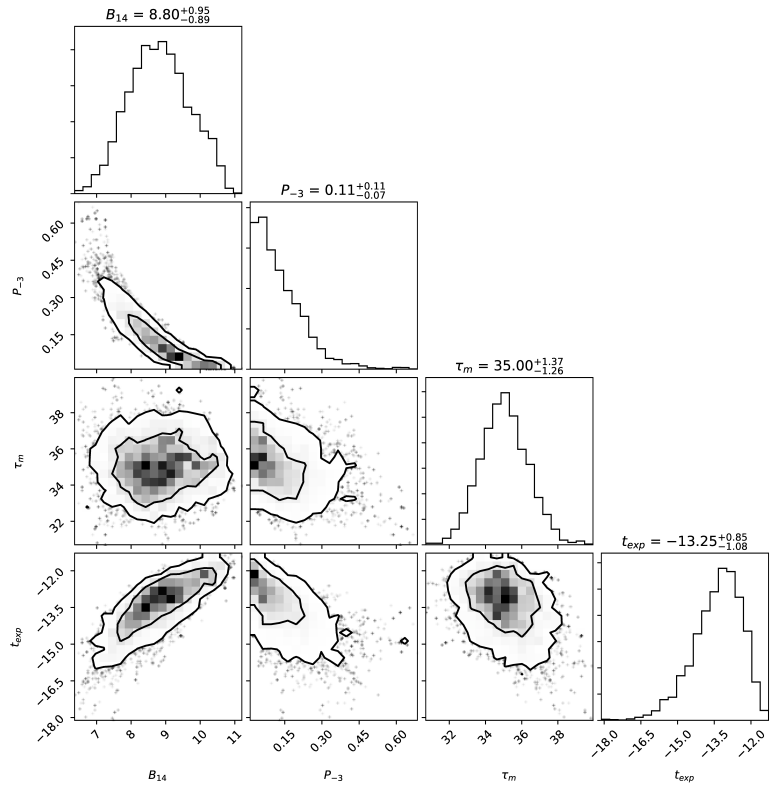 B₁₄ = 8.80⁺⁰·⁹⁵₋₀.₈₉
P₋₃ = 0.11⁺⁰·¹¹₋₀.₀₇
0.60
0.45
0.30
0.15
P₋₃
τₘ = 35.00⁺¹·³⁷₋₁.₂₆
38
36
34
32
τₘ
t_exp = −13.25⁺⁰·⁸⁵₋₁.₀₈
−12.0
−13.5
−15.0
−16.5
−18.0
t_exp
7 8 9 10 11
0.15 0.30 0.45 0.60
32 34 36 38
−18.0 −16.5 −15.0 −13.5 −12.0
B₁₄ P₋₃ τₘ t_exp